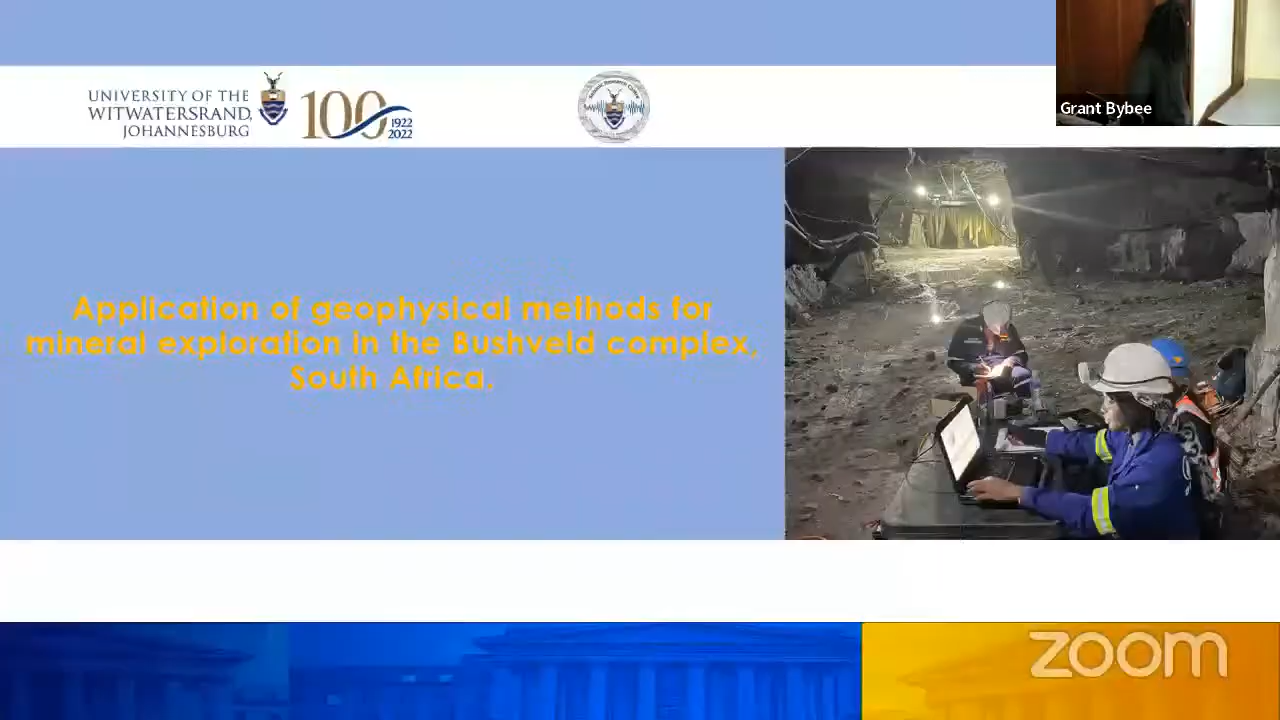 Grant Bybee
UNIVERSITY OF THE
WITWATERSRAND,
JOHANNESBURG
100
1922
2022
Application of geophysical methods for
mineral exploration in the Bushveld complex,
South Africa.
zoom